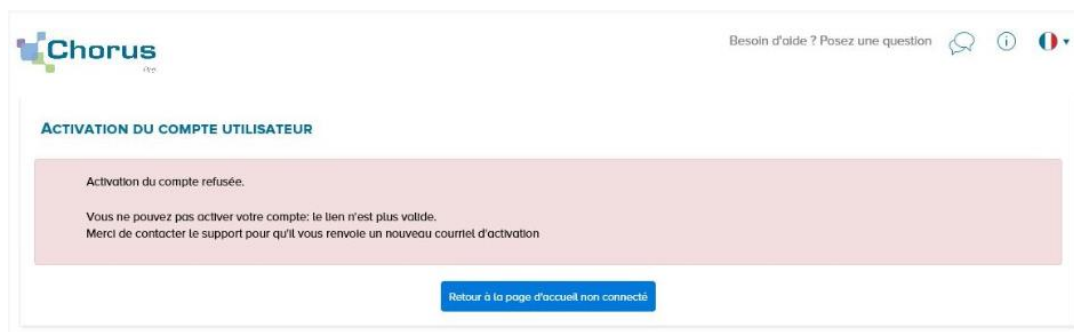 Chorus
Pro
Besoin d'aide ? Posez une question
ACTIVATION DU COMPTE UTILISATEUR
Activation du compte refusée.
Vous ne pouvez pas activer votre compte: le lien n'est plus valide.
Merci de contacter le support pour qu'il vous renvoie un nouveau courriel d'activation
Retour à la page d'accueil non connecté